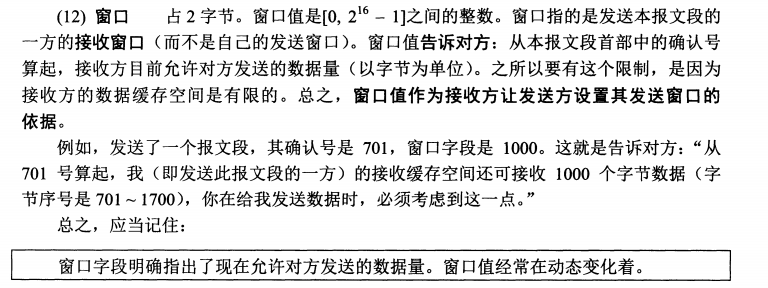 (12) 窗口 占 2 字节。窗口值是[0, 2¹⁶ – 1]之间的整数。窗口指的是发送本报文段的
一方的接收窗口（而不是自己的发送窗口）。窗口值告诉对方：从本报文段首部中的确认号
算起，接收方目前允许对方发送的数据量（以字节为单位）。之所以要有这个限制，是因为
接收方的数据缓存空间是有限的。总之，窗口值作为接收方让发送方设置其发送窗口的
依据。
例如，发送了一个报文段，其确认号是 701，窗口字段是 1000。这就是告诉对方：“从
701 号算起，我（即发送此报文段的一方）的接收缓存空间还可接收 1000 个字节数据（字
节序号是 701 ~ 1700），你在给我发送数据时，必须考虑到这一点。”
总之，应当记住：
窗口字段明确指出了现在允许对方发送的数据量。窗口值经常在动态变化着。